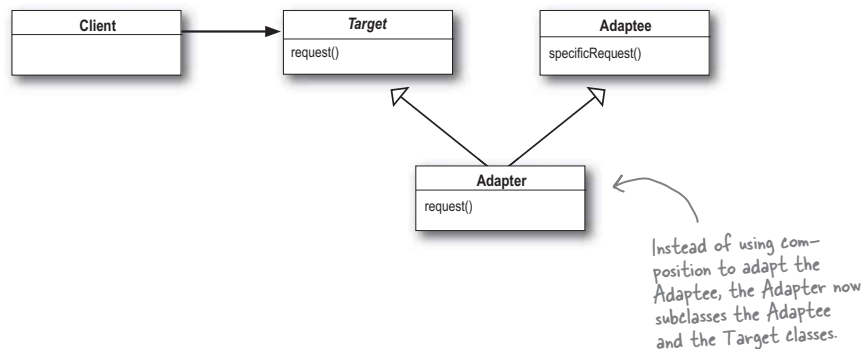 Client
Target
request()
Adaptee
specificRequest()
Adapter
request()
Instead of using com-
position to adapt the
Adaptee, the Adapter now
subclasses the Adaptee
and the Target classes.